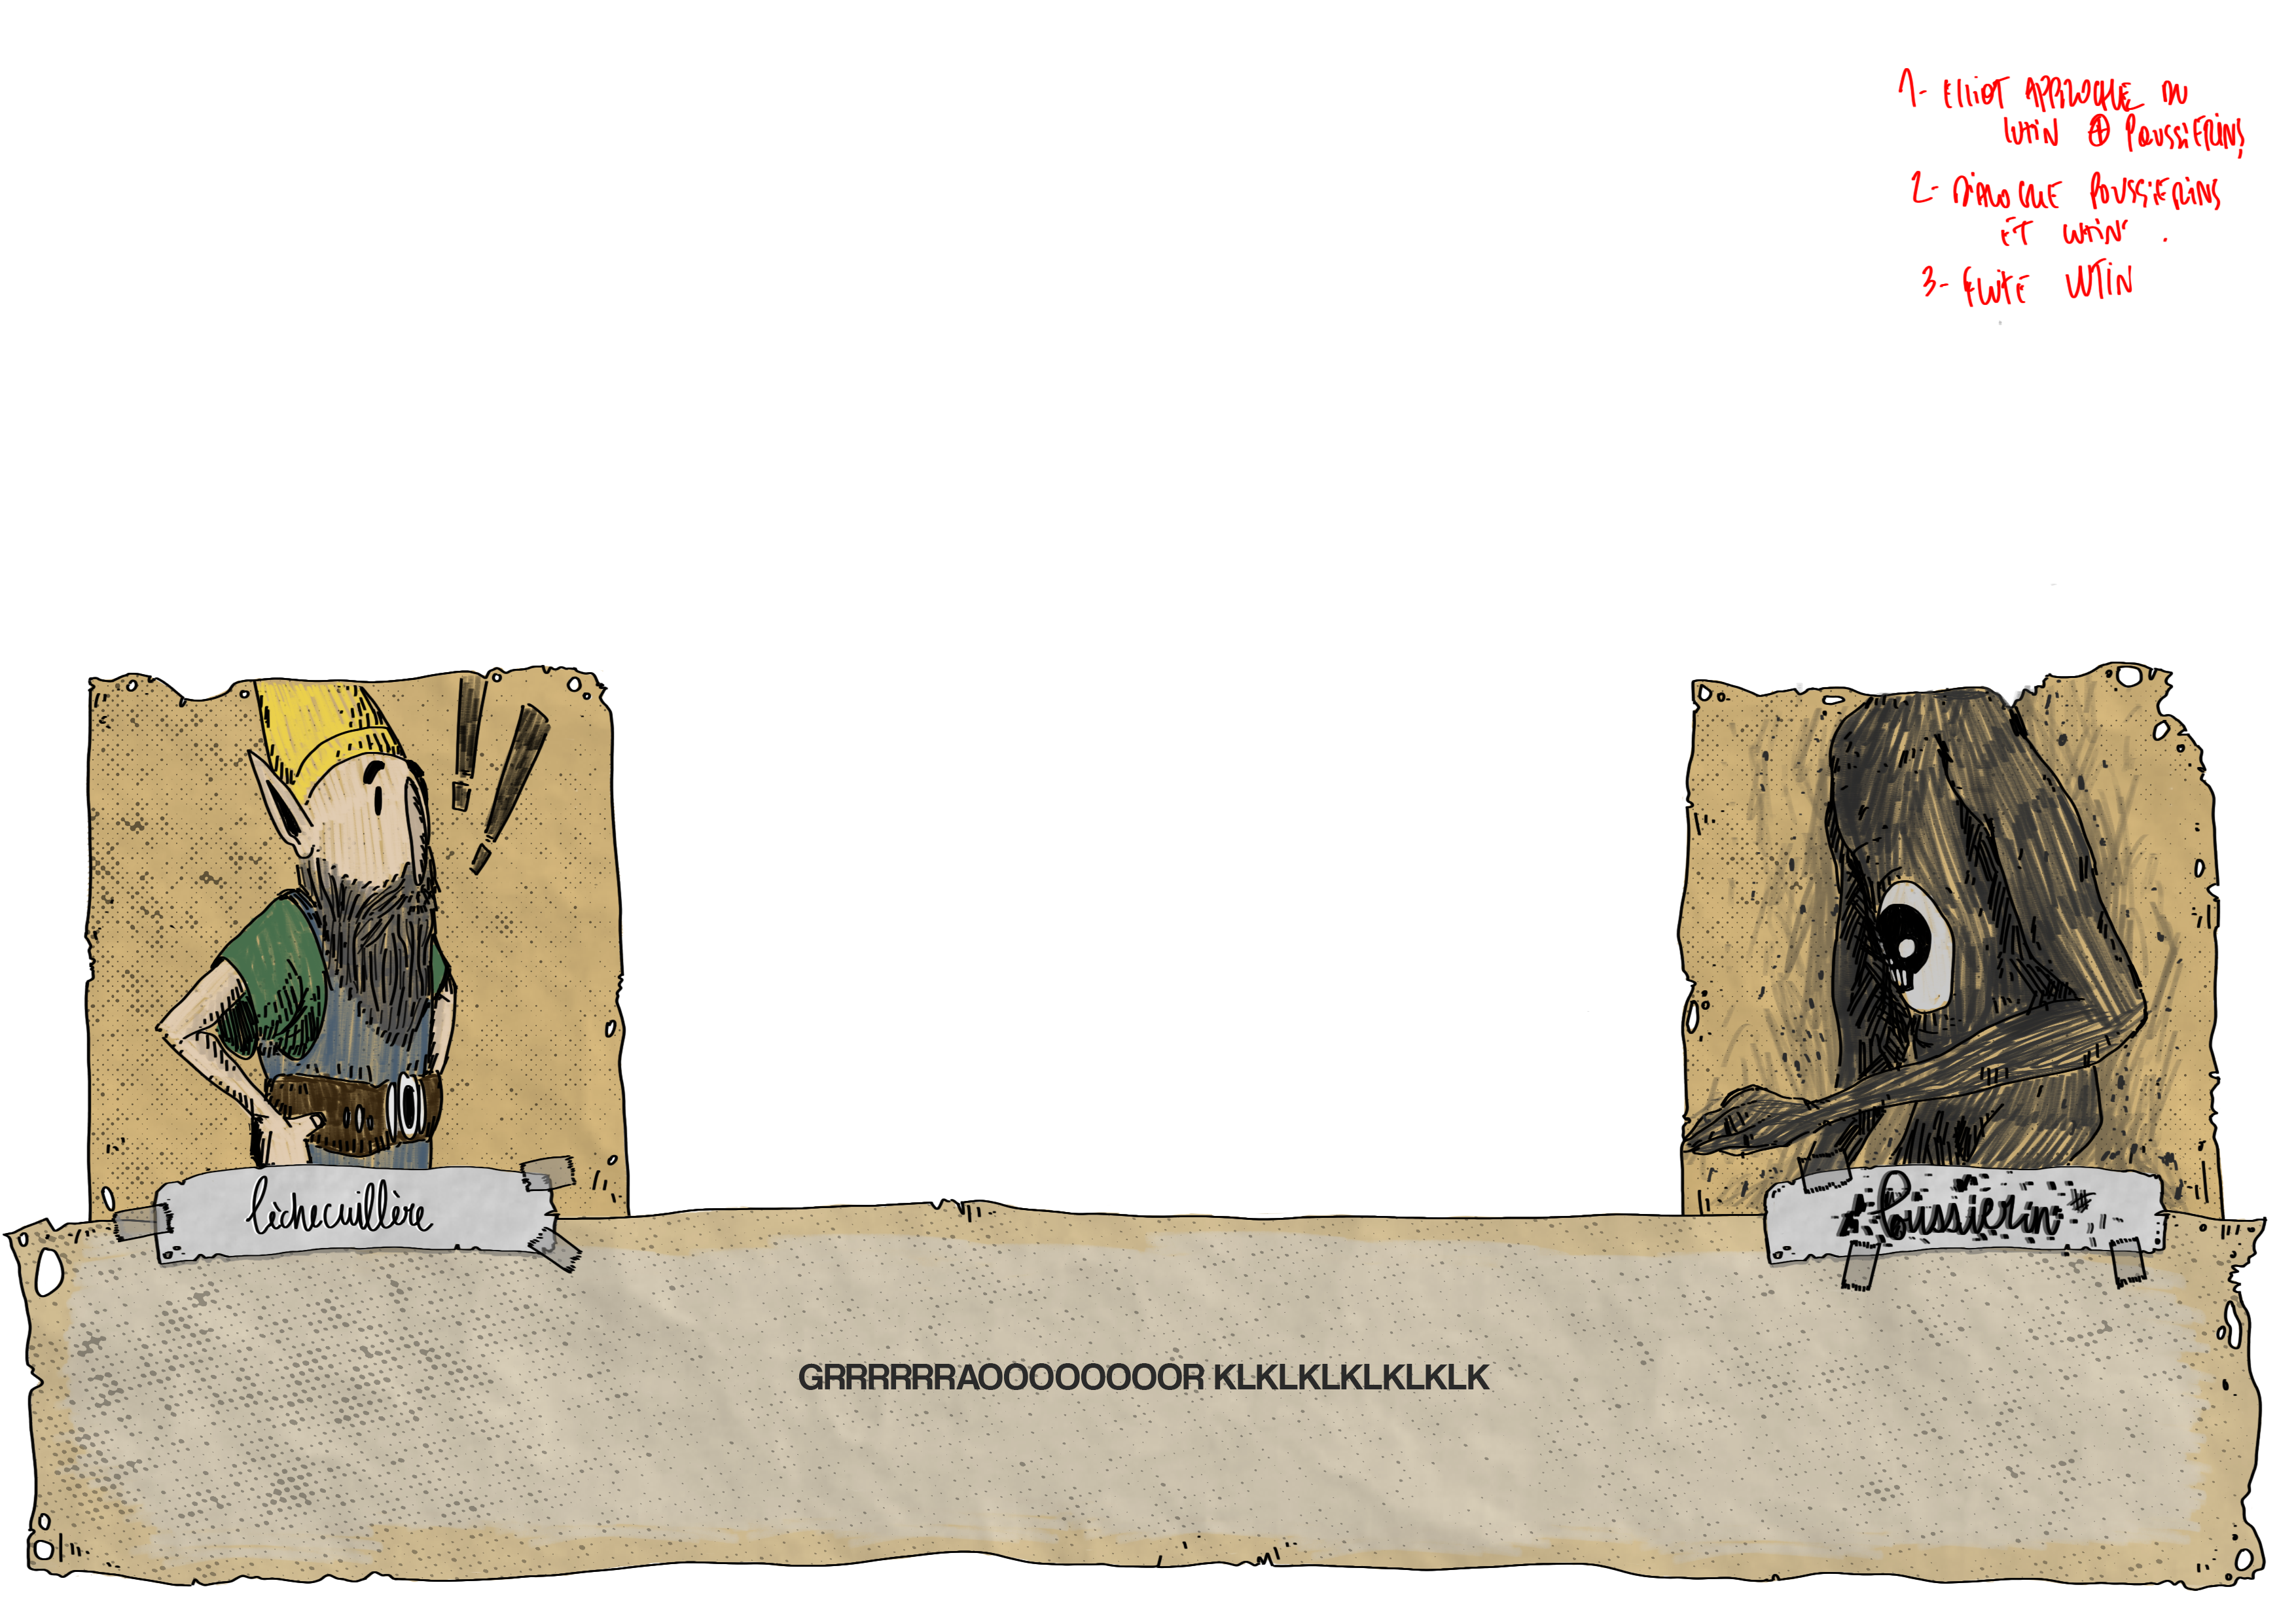 1- ELLIOT APPROCHE DU
LUTIN ⊕ POUSSIERINS
2- DIALOGUE POUSSIERINS
ET LUTIN .
3- FUITE LUTIN
lèchecuillère
Poussierin
GRRRRRRAOOOOOOOOR KLKLKLKLKLKLK